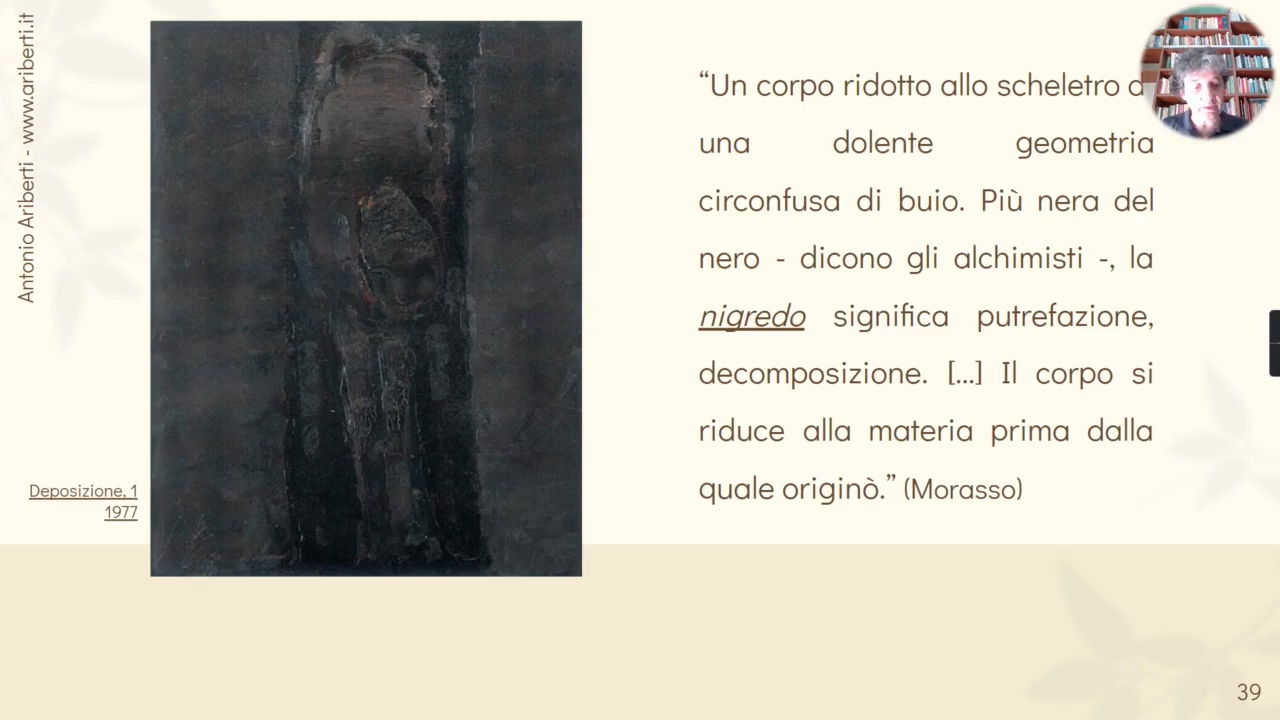 Antonio Ariberti - www.ariberti.it
“Un corpo ridotto allo scheletro
una dolente geometria
circonfusa di buio. Più nera del
nero - dicono gli alchimisti -, la
nigredo significa putrefazione,
decomposizione. [...] Il corpo si
riduce alla materia prima dalla
quale originò.” (Morasso)
Deposizione, 1
1977
39